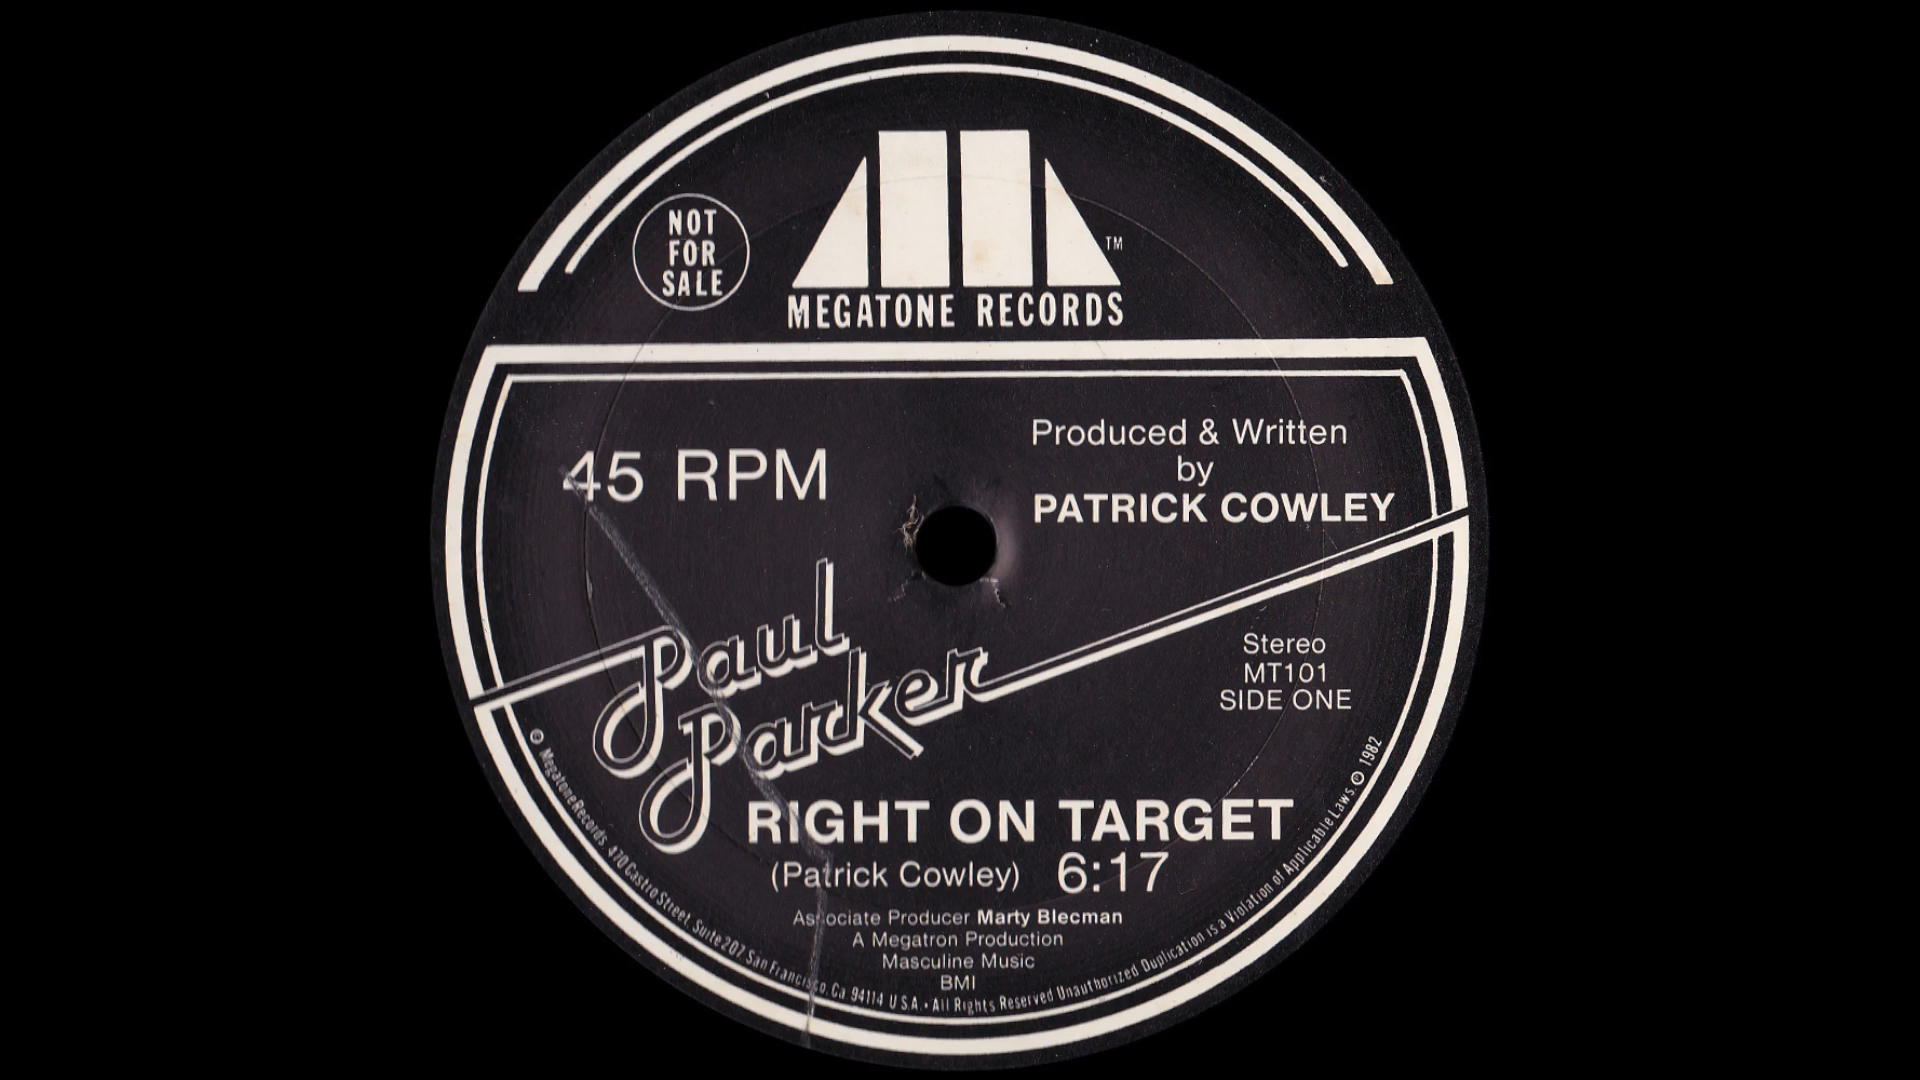 NOT
FOR
SALE
TM
MEGATONE RECORDS
45 RPM
Produced & Written
by
PATRICK COWLEY
Paul
Parker
Stereo
MT101
SIDE ONE
RIGHT ON TARGET
(Patrick Cowley) 6:17
Associate Producer Marty Blecman
A Megatron Production
Masculine Music
BMI
℗ Megatone Records, 470 Castro Street, Suite 207 San Francisco, Ca 94114 U.S.A. • All Rights Reserved Unauthorized Duplication is a Violation of Applicable Laws. © 1982